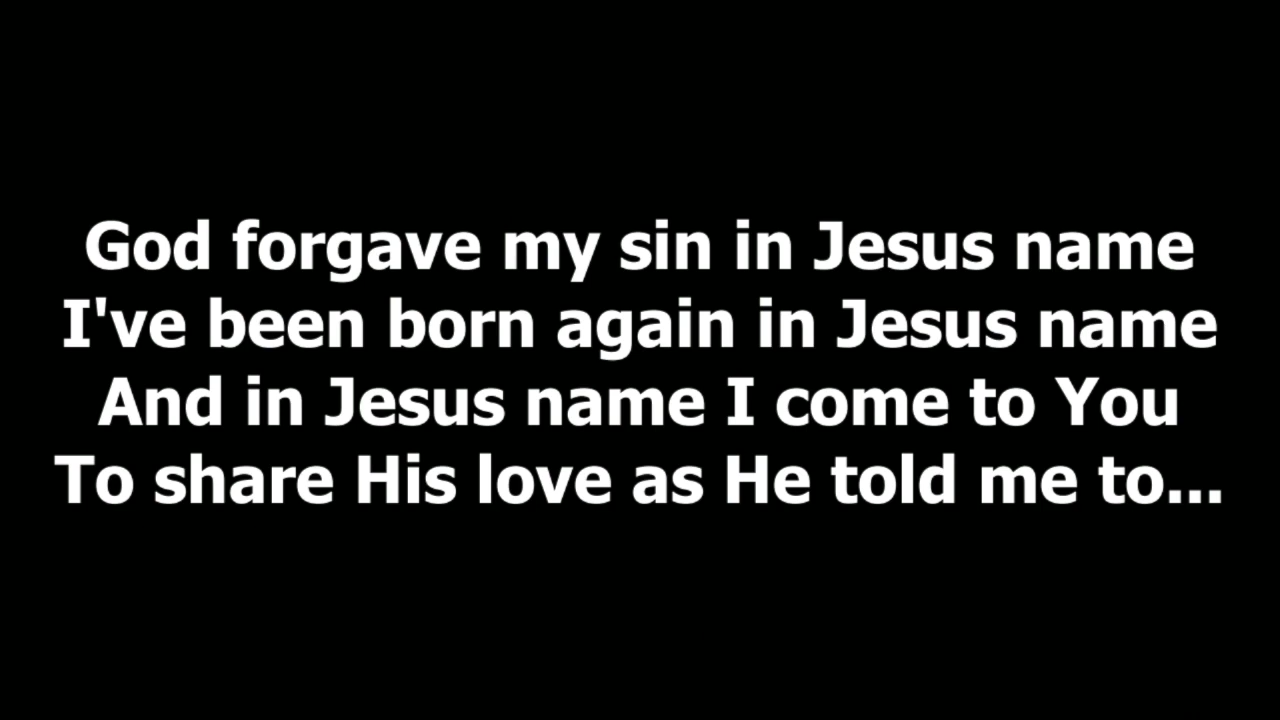 God forgave my sin in Jesus name
I've been born again in Jesus name
And in Jesus name I come to You
To share His love as He told me to...